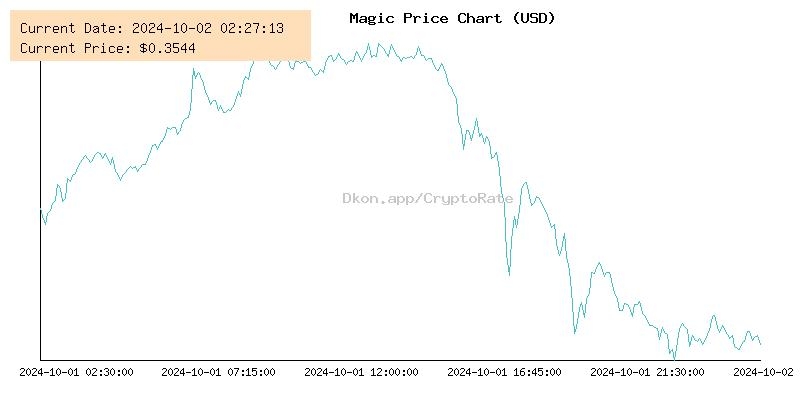 Magic Price Chart (USD)
Current Date: 2024-10-02 02:27:13
Current Price: $0.3544
Dkon.app/CryptoRate
2024-10-01 02:30:00
2024-10-01 07:15:00
2024-10-01 12:00:00
2024-10-01 16:45:00
2024-10-01 21:30:00
2024-10-02